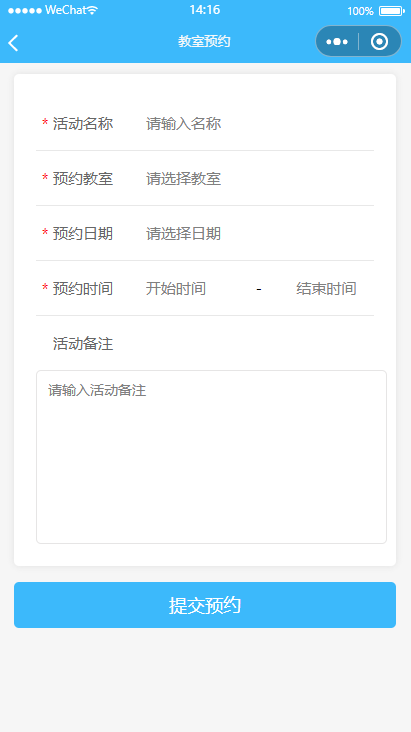 WeChat 14:16 100%
教室预约
* 活动名称 请输入名称
* 预约教室 请选择教室
* 预约日期 请选择日期
* 预约时间 开始时间 - 结束时间
活动备注
请输入活动备注
提交预约